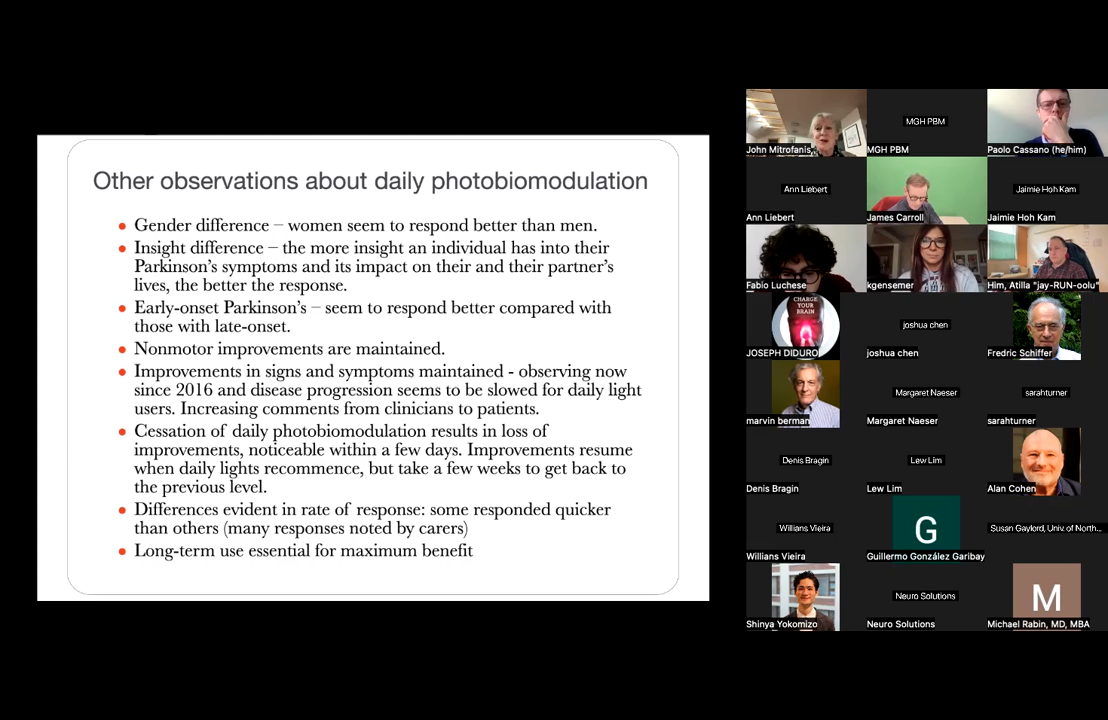 Other observations about daily photobiomodulation
• Gender difference – women seem to respond better than men.
• Insight difference – the more insight an individual has into their
Parkinson's symptoms and its impact on their and their partner's
lives, the better the response.
• Early-onset Parkinson's – seem to respond better compared with
those with late-onset.
• Nonmotor improvements are maintained.
• Improvements in signs and symptoms maintained - observing now
since 2016 and disease progression seems to be slowed for daily light
users. Increasing comments from clinicians to patients.
• Cessation of daily photobiomodulation results in loss of
improvements, noticeable within a few days. Improvements resume
when daily lights recommence, but take a few weeks to get back to
the previous level.
• Differences evident in rate of response: some responded quicker
than others (many responses noted by carers)
• Long-term use essential for maximum benefit
MGH PBM
John Mitrofanis
MGH PBM
Paolo Cassano (he/him)
Ann Liebert
Jaimie Hoh Kam
Ann Liebert
James Carroll
Jaimie Hoh Kam
Fabio Luchese
kgensemer
Him, Atilla "jay-RUN-oolu"
CHARGE
YOUR
BRAIN
joshua chen
JOSEPH DIDURO
joshua chen
Fredric Schiffer
Margaret Naeser
sarahturner
marvin berman
Margaret Naeser
sarahturner
Denis Bragin
Lew Lim
Denis Bragin
Lew Lim
Alan Cohen
Willians Vieira
G
Susan Gaylord, Univ. of North...
Willians Vieira
Guillermo González Garibay
Neuro Solutions
M
Shinya Yokomizo
Neuro Solutions
Michael Rabin, MD, MBA